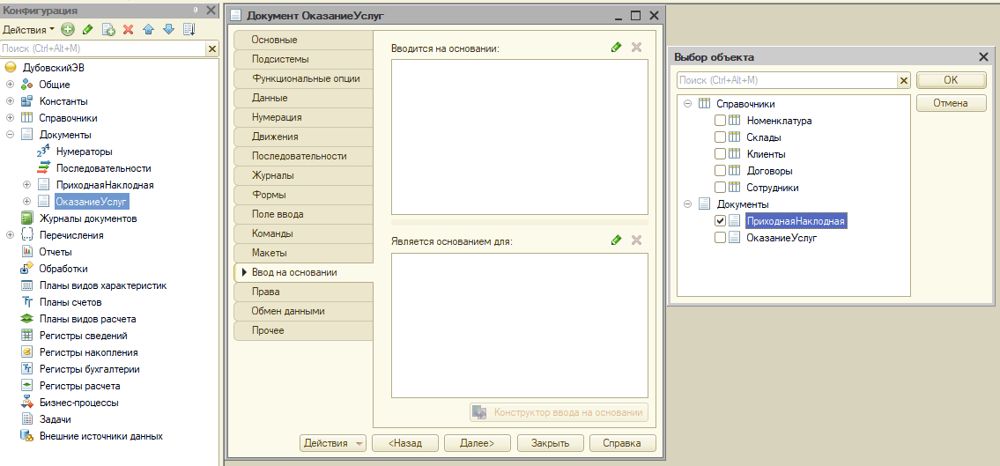 Конфигурация
Действия
Поиск (Ctrl+Alt+M)
ДубовскийЭВ
Общие
Константы
Справочники
Документы
Нумераторы
Последовательности
ПриходнаяНаклодная
ОказаниеУслуг
Журналы документов
Перечисления
Отчеты
Обработки
Планы видов характеристик
Планы счетов
Планы видов расчета
Регистры сведений
Регистры накопления
Регистры бухгалтерии
Регистры расчета
Бизнес-процессы
Задачи
Внешние источники данных
Документ ОказаниеУслуг
Основные
Подсистемы
Функциональные опции
Данные
Нумерация
Движения
Последовательности
Журналы
Формы
Поле ввода
Команды
Макеты
Ввод на основании
Права
Обмен данными
Прочее
Вводится на основании:
Является основанием для:
Конструктор ввода на основании
Действия
<Назад
Далее>
Закрыть
Справка
Выбор объекта
Поиск (Ctrl+Alt+M)
OK
Отмена
Справочники
Номенклатура
Склады
Клиенты
Договоры
Сотрудники
Документы
ПриходнаяНаклодная
ОказаниеУслуг